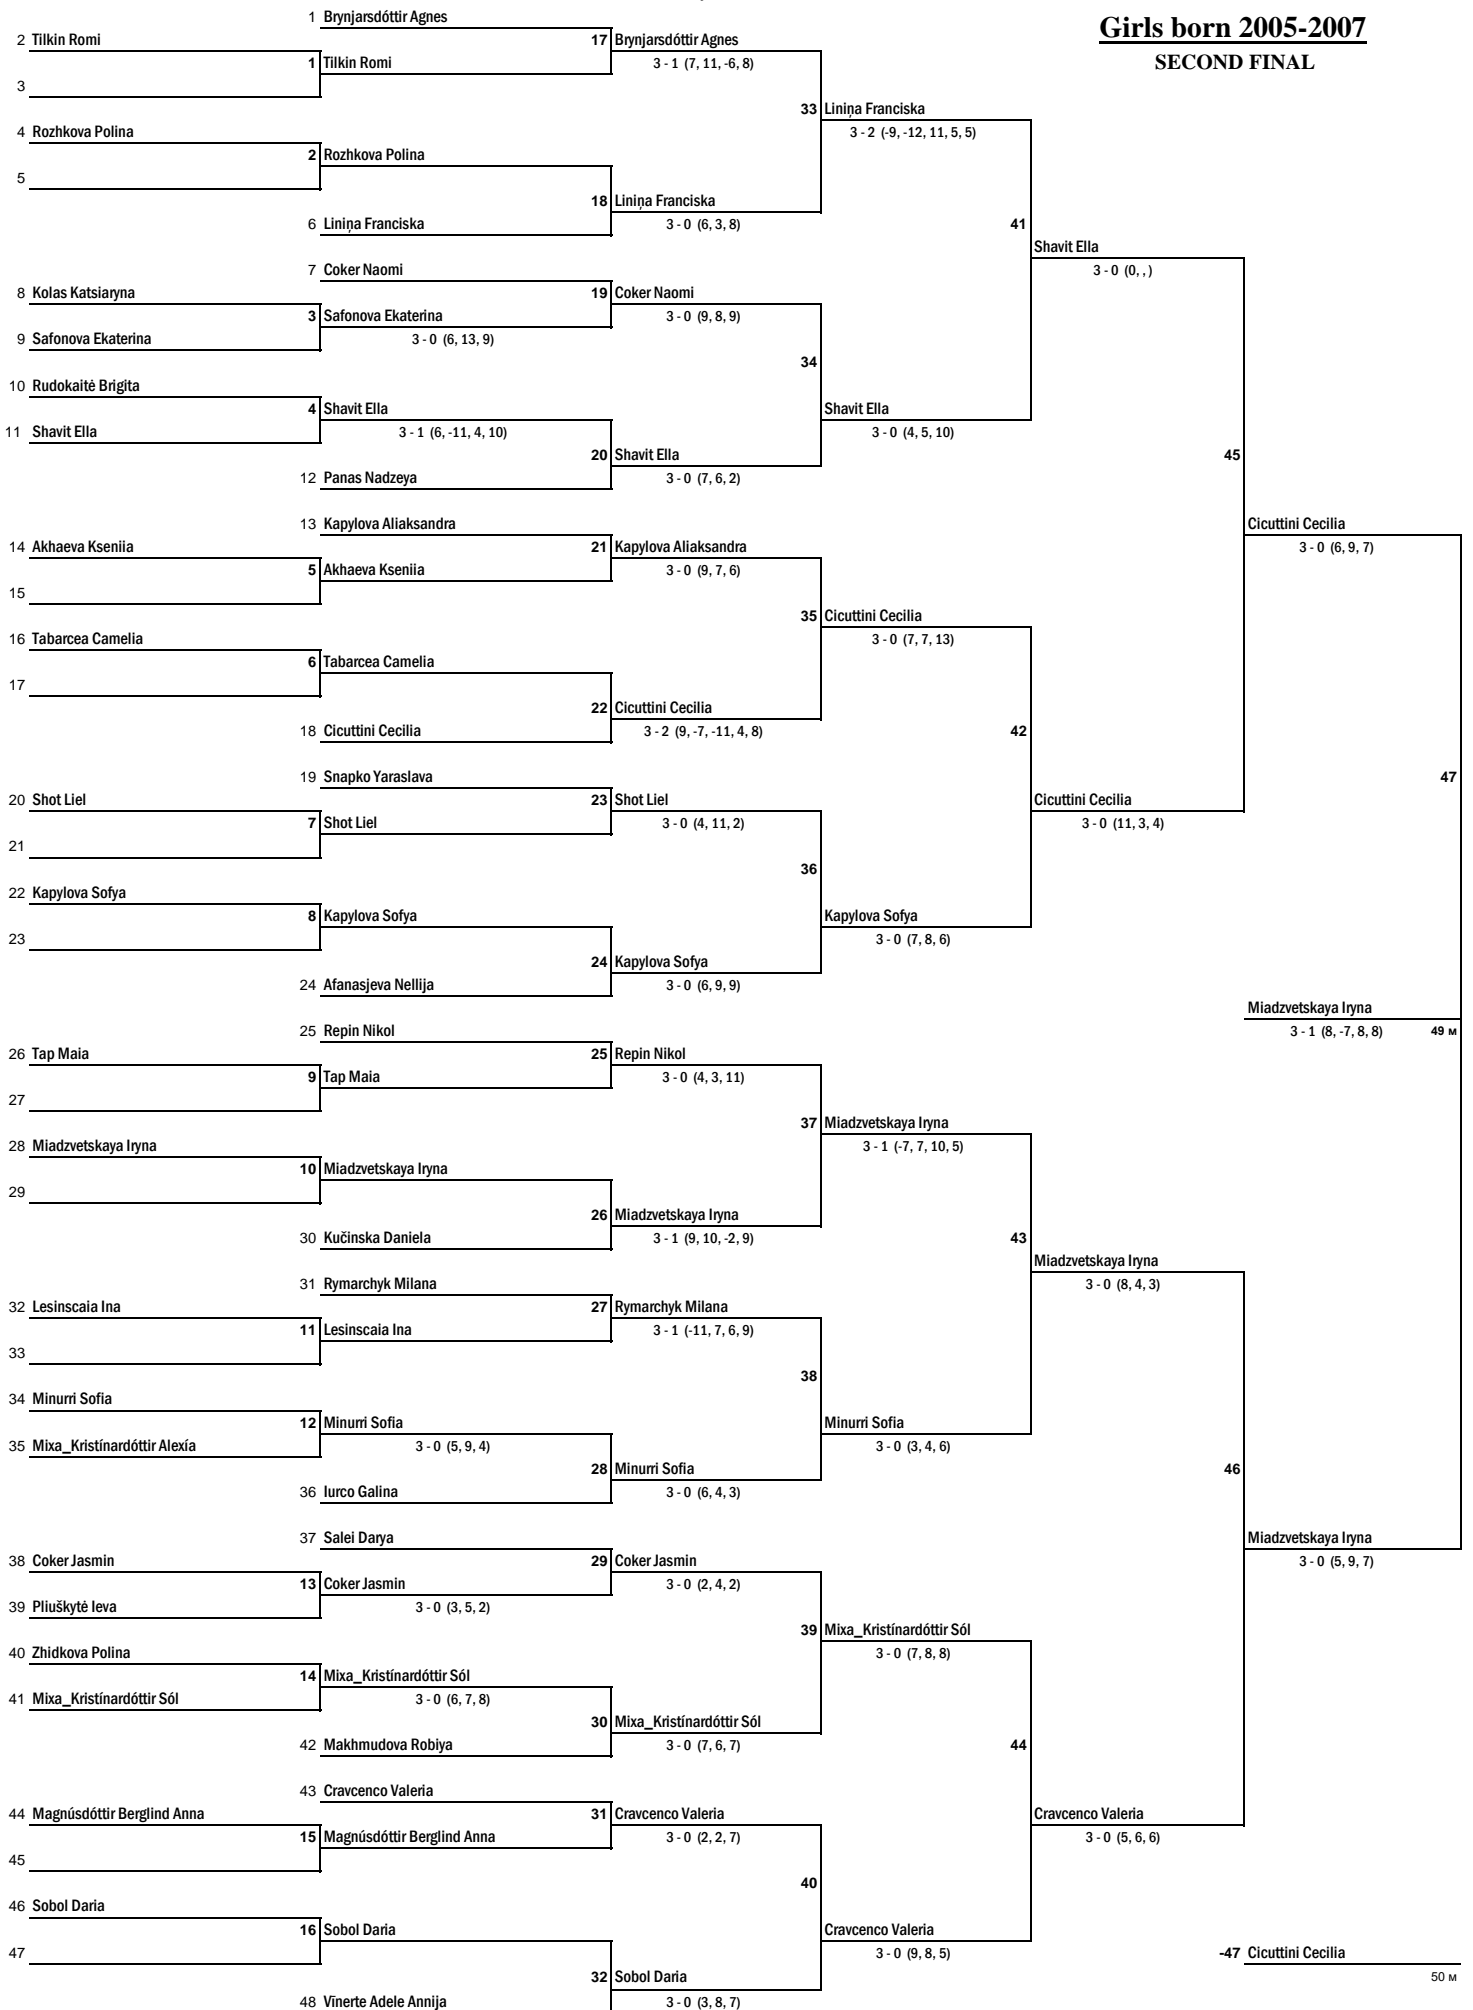 Girls born 2005-2007
SECOND FINAL
1 Brynjarsdóttir Agnes
2 Tilkin Romi
17 Brynjarsdóttir Agnes
1 Tilkin Romi
3 - 1 (7, 11, -6, 8)
3
33 Liniņa Franciska
4 Rozhkova Polina
3 - 2 (-9, -12, 11, 5, 5)
2 Rozhkova Polina
5
18 Liniņa Franciska
6 Liniņa Franciska
3 - 0 (6, 3, 8)
41
Shavit Ella
7 Coker Naomi
3 - 0 (0, , )
8 Kolas Katsiaryna
19 Coker Naomi
3 Safonova Ekaterina
3 - 0 (9, 8, 9)
9 Safonova Ekaterina
3 - 0 (6, 13, 9)
34
10 Rudokaitė Brigita
4 Shavit Ella
Shavit Ella
11 Shavit Ella
3 - 1 (6, -11, 4, 10)
3 - 0 (4, 5, 10)
20 Shavit Ella
45
12 Panas Nadzeya
3 - 0 (7, 6, 2)
13 Kapylova Aliaksandra
Cicuttini Cecilia
14 Akhaeva Kseniia
21 Kapylova Aliaksandra
3 - 0 (6, 9, 7)
5 Akhaeva Kseniia
3 - 0 (9, 7, 6)
15
35 Cicuttini Cecilia
16 Tabarcea Camelia
3 - 0 (7, 7, 13)
6 Tabarcea Camelia
17
22 Cicuttini Cecilia
18 Cicuttini Cecilia
3 - 2 (9, -7, -11, 4, 8)
42
19 Snapko Yaraslava
47
20 Shot Liel
23 Shot Liel
Cicuttini Cecilia
7 Shot Liel
3 - 0 (4, 11, 2)
3 - 0 (11, 3, 4)
21
36
22 Kapylova Sofya
8 Kapylova Sofya
Kapylova Sofya
23
3 - 0 (7, 8, 6)
24 Kapylova Sofya
24 Afanasjeva Nellija
3 - 0 (6, 9, 9)
Miadzvetskaya Iryna
25 Repin Nikol
3 - 1 (8, -7, 8, 8)
49 м
26 Tap Maia
25 Repin Nikol
9 Tap Maia
3 - 0 (4, 3, 11)
27
37 Miadzvetskaya Iryna
28 Miadzvetskaya Iryna
3 - 1 (-7, 7, 10, 5)
10 Miadzvetskaya Iryna
29
26 Miadzvetskaya Iryna
30 Kučinska Daniela
3 - 1 (9, 10, -2, 9)
43
Miadzvetskaya Iryna
31 Rymarchyk Milana
3 - 0 (8, 4, 3)
32 Lesinscaia Ina
27 Rymarchyk Milana
11 Lesinscaia Ina
3 - 1 (-11, 7, 6, 9)
33
38
34 Minurri Sofia
12 Minurri Sofia
Minurri Sofia
35 Mixa_Kristínardóttir Alexía
3 - 0 (5, 9, 4)
3 - 0 (3, 4, 6)
28 Minurri Sofia
46
36 Iurco Galina
3 - 0 (6, 4, 3)
37 Salei Darya
Miadzvetskaya Iryna
38 Coker Jasmin
29 Coker Jasmin
3 - 0 (5, 9, 7)
13 Coker Jasmin
3 - 0 (2, 4, 2)
39 Pliuškytė Ieva
3 - 0 (3, 5, 2)
39 Mixa_Kristínardóttir Sól
40 Zhidkova Polina
3 - 0 (7, 8, 8)
14 Mixa_Kristínardóttir Sól
41 Mixa_Kristínardóttir Sól
3 - 0 (6, 7, 8)
30 Mixa_Kristínardóttir Sól
42 Makhmudova Robiya
3 - 0 (7, 6, 7)
44
43 Cravcenco Valeria
44 Magnúsdóttir Berglind Anna
31 Cravcenco Valeria
Cravcenco Valeria
15 Magnúsdóttir Berglind Anna
3 - 0 (2, 2, 7)
3 - 0 (5, 6, 6)
45
40
46 Sobol Daria
16 Sobol Daria
Cravcenco Valeria
47
3 - 0 (9, 8, 5)
-47 Cicuttini Cecilia
32 Sobol Daria
50 м
48 Vīnerte Adele Annija
3 - 0 (3, 8, 7)